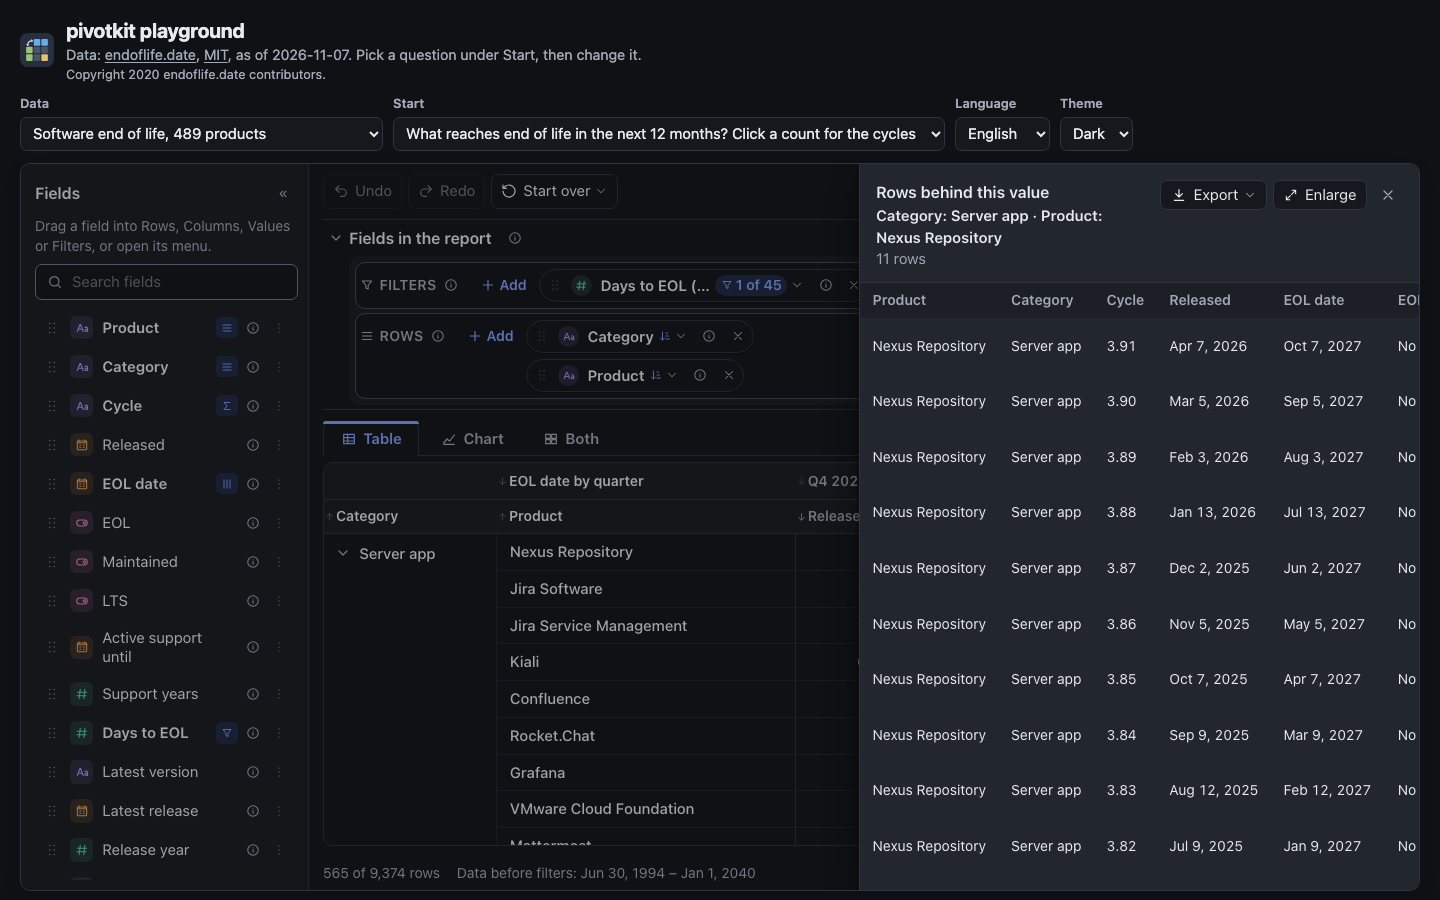 pivotkit playground
Data: endoflife.date, MIT, as of 2026-11-07. Pick a question under Start, then change it.
Copyright 2020 endoflife.date contributors.
Data
Start
Language
Theme
Software end of life, 489 products
What reaches end of life in the next 12 months? Click a count for the cycles
English
Dark
Fields
Drag a field into Rows, Columns, Values
or Filters, or open its menu.
Search fields
Aa Product
Aa Category
Aa Cycle
Released
EOL date
EOL
Maintained
LTS
Active support
until
# Support years
# Days to EOL
Aa Latest version
Latest release
# Release year
Undo
Redo
Start over
Fields in the report
FILTERS
+ Add
# Days to EOL (... 1 of 45
ROWS
+ Add
Aa Category
Aa Product
Table
Chart
Both
EOL date by quarter
Category
Product
Server app
Nexus Repository
Jira Software
Jira Service Management
Kiali
Confluence
Rocket.Chat
Grafana
VMware Cloud Foundation
565 of 9,374 rows
Data before filters: Jun 30, 1994 – Jan 1, 2040
Rows behind this value
Category: Server app · Product:
Nexus Repository
11 rows
Export
Enlarge
Product Category Cycle Released EOL date
Nexus Repository Server app 3.91 Apr 7, 2026 Oct 7, 2027 No
Nexus Repository Server app 3.90 Mar 5, 2026 Sep 5, 2027 No
Nexus Repository Server app 3.89 Feb 3, 2026 Aug 3, 2027 No
Nexus Repository Server app 3.88 Jan 13, 2026 Jul 13, 2027 No
Nexus Repository Server app 3.87 Dec 2, 2025 Jun 2, 2027 No
Nexus Repository Server app 3.86 Nov 5, 2025 May 5, 2027 No
Nexus Repository Server app 3.85 Oct 7, 2025 Apr 7, 2027 No
Nexus Repository Server app 3.84 Sep 9, 2025 Mar 9, 2027 No
Nexus Repository Server app 3.83 Aug 12, 2025 Feb 12, 2027 No
Nexus Repository Server app 3.82 Jul 9, 2025 Jan 9, 2027 No